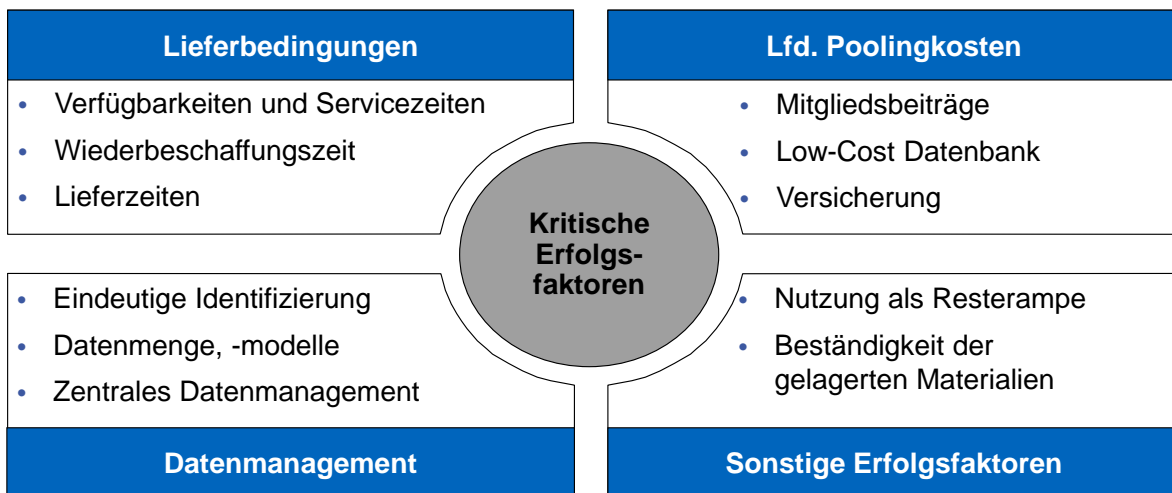 Lieferbedingungen
• Verfügbarkeiten und Servicezeiten
• Wiederbeschaffungszeit
• Lieferzeiten
Lfd. Poolingkosten
• Mitgliedsbeiträge
• Low-Cost Datenbank
• Versicherung
Kritische
Erfolgs-
faktoren
• Eindeutige Identifizierung
• Datenmenge, -modelle
• Zentrales Datenmanagement
Datenmanagement
• Nutzung als Resterampe
• Beständigkeit der
gelagerten Materialien
Sonstige Erfolgsfaktoren